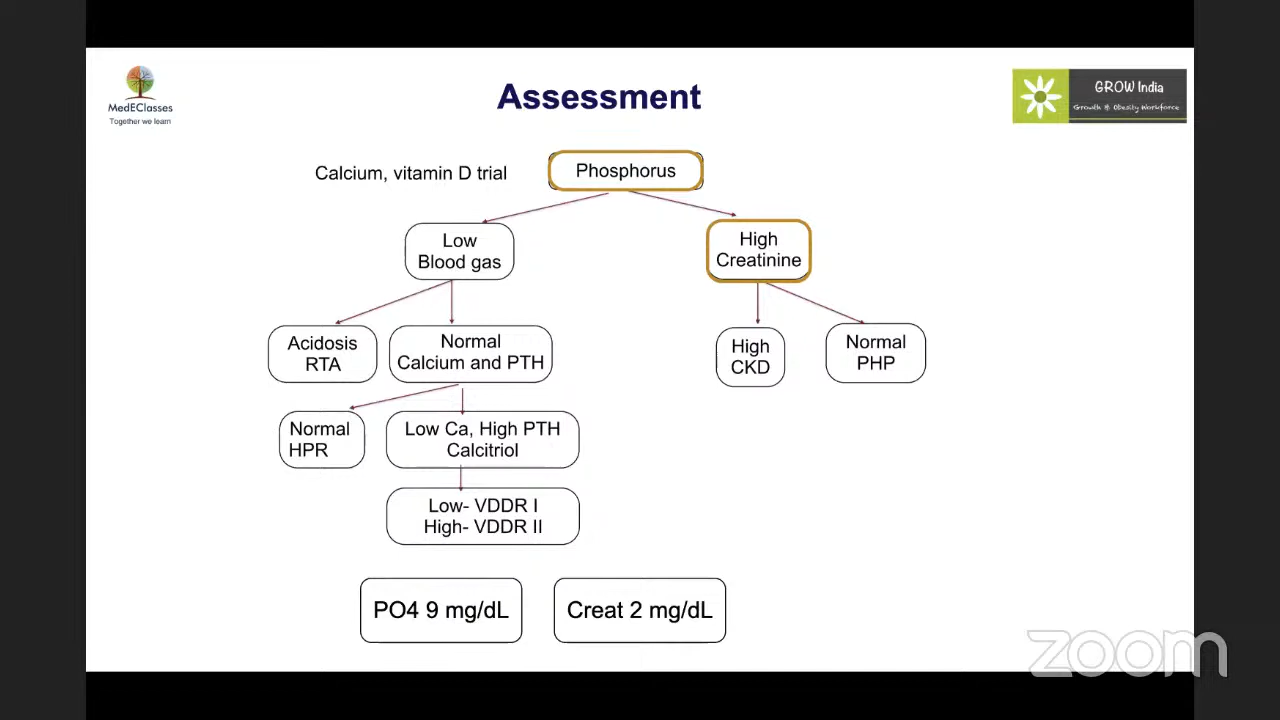 MedEClasses
Together we learn
Assessment
GROW India
Growth & Obesity Workforce
Calcium, vitamin D trial
Phosphorus
Low
Blood gas
High
Creatinine
Acidosis
RTA
Normal
Calcium and PTH
High
CKD
Normal
PHP
Normal
HPR
Low Ca, High PTH
Calcitriol
Low- VDDR I
High- VDDR II
PO4 9 mg/dL
Creat 2 mg/dL
zoom